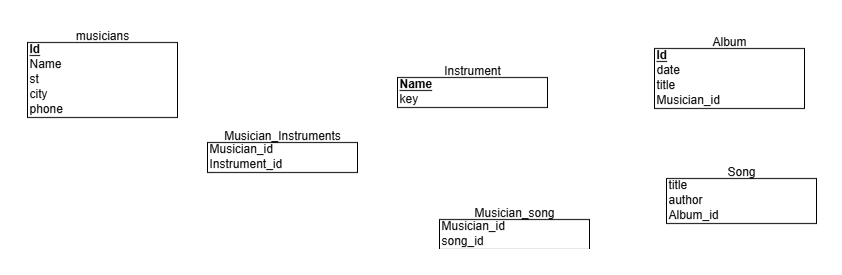 musicians
Id
Name
st
city
phone
Instrument
Name
key
Album
Id
date
title
Musician_id
Musician_Instruments
Musician_id
Instrument_id
Song
title
author
Album_id
Musician_song
Musician_id
song_id